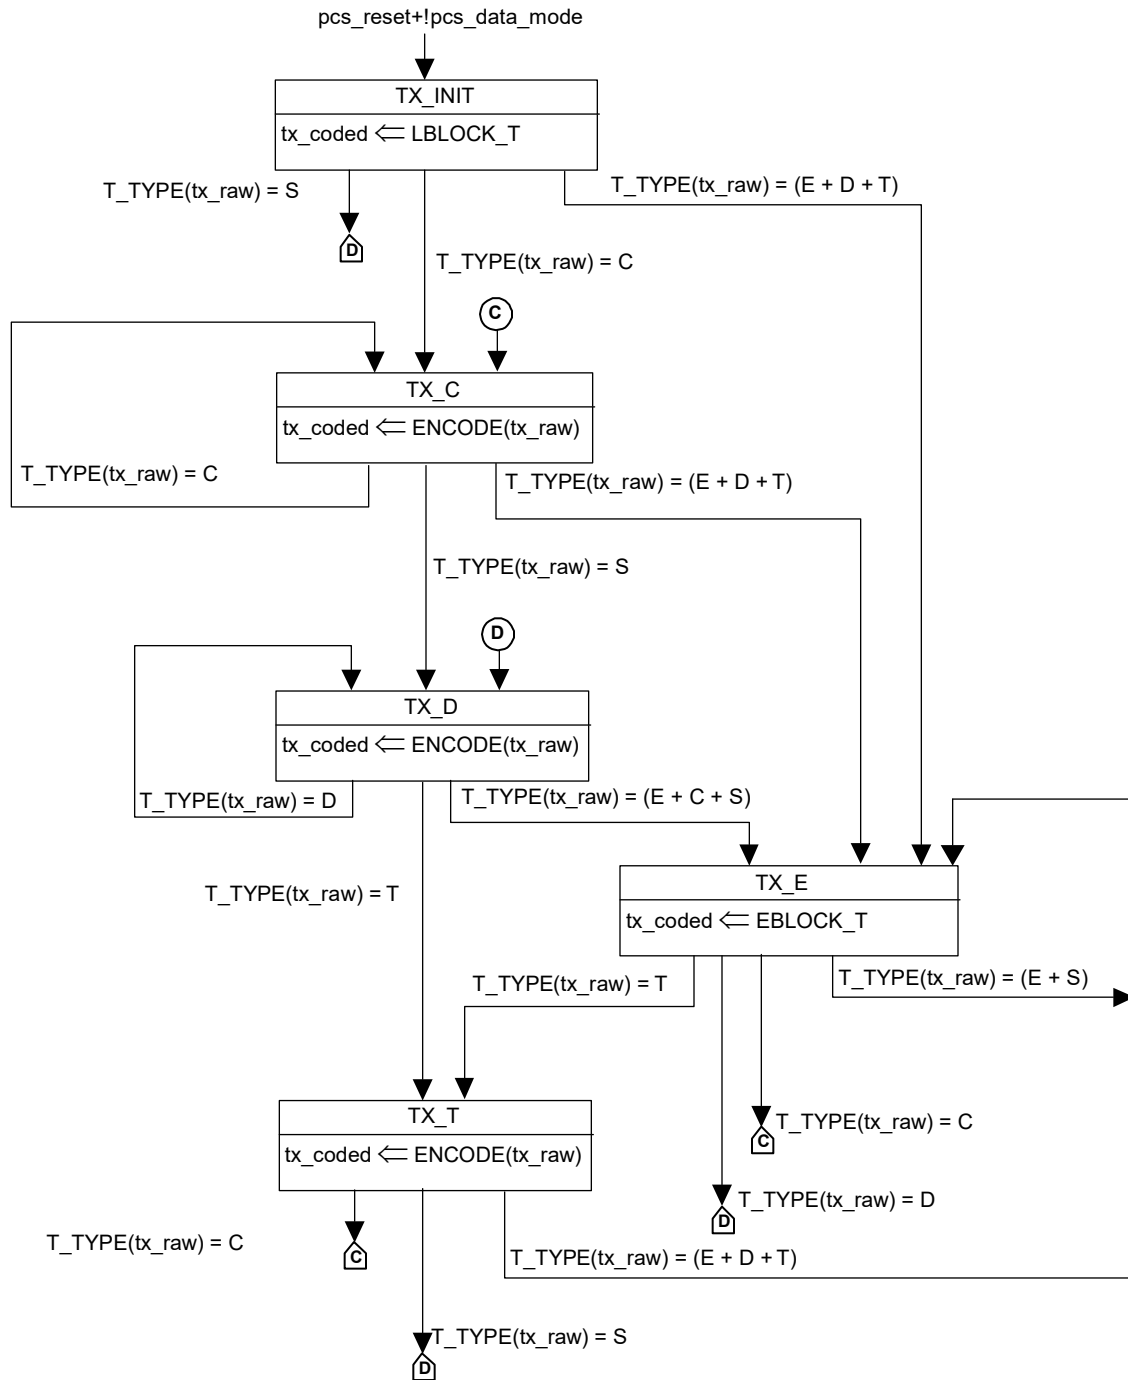 pcs_reset+!pcs_data_mode
TX_INIT
tx_coded ⇐ LBLOCK_T
T_TYPE(tx_raw) = S
T_TYPE(tx_raw) = (E + D + T)
D
T_TYPE(tx_raw) = C
C
TX_C
tx_coded ⇐ ENCODE(tx_raw)
T_TYPE(tx_raw) = C
T_TYPE(tx_raw) = (E + D + T)
T_TYPE(tx_raw) = S
D
TX_D
tx_coded ⇐ ENCODE(tx_raw)
T_TYPE(tx_raw) = D
T_TYPE(tx_raw) = (E + C + S)
T_TYPE(tx_raw) = T
TX_E
tx_coded ⇐ EBLOCK_T
T_TYPE(tx_raw) = T
T_TYPE(tx_raw) = (E + S)
TX_T
tx_coded ⇐ ENCODE(tx_raw)
T_TYPE(tx_raw) = C
C
T_TYPE(tx_raw) = D
D
T_TYPE(tx_raw) = C
C
T_TYPE(tx_raw) = (E + D + T)
T_TYPE(tx_raw) = S
D